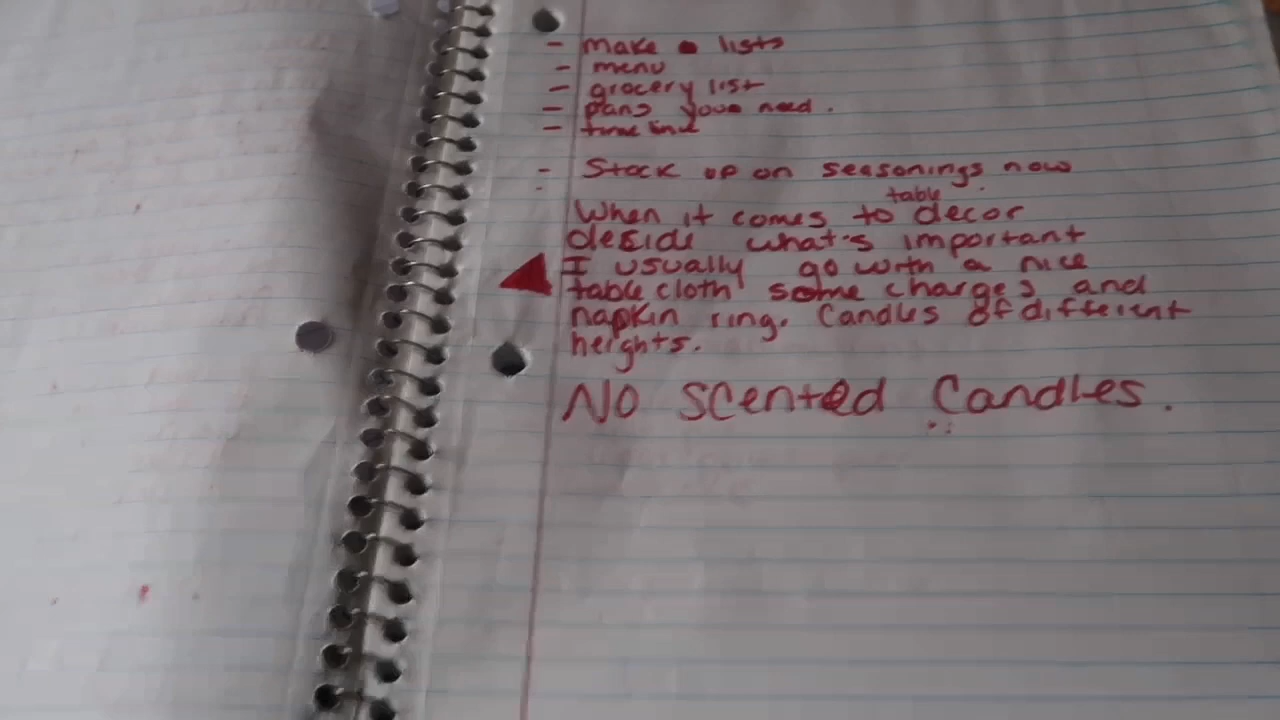 - make lists
- menu
- grocery list
- pans you need.
- time line
- Stock up on seasonings now
table
When it comes to decor
deside what's important
I usually go with a nice
table cloth some charges and
napkin ring. Candles of different
heights.
No scented Candles.